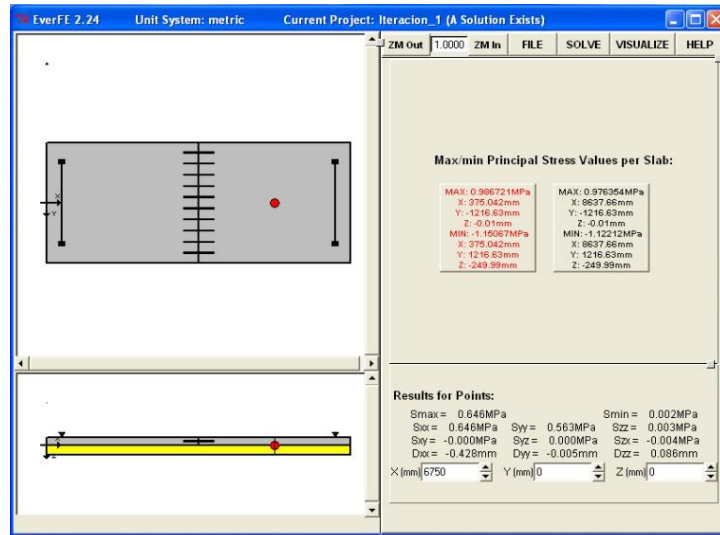 EverFE 2.24 Unit System: metric Current Project: Iteracion_1 (A Solution Exists)
ZM Out 1.0000 ZM In FILE SOLVE VISUALIZE HELP
X
Y
Max/min Principal Stress Values per Slab:
MAX: 0.986721MPa
X: 375.042mm
Y: -1216.63mm
Z: -0.01mm
MIN: -1.15067MPa
X: 375.042mm
Y: 1216.63mm
Z: -249.99mm
MAX: 0.976354MPa
X: 8637.66mm
Y: -1216.63mm
Z: -0.01mm
MIN: -1.12212MPa
X: 8637.66mm
Y: 1216.63mm
Z: -249.99mm
Results for Points:
Smax = 0.646MPa Smin = 0.002MPa
Sxx = 0.646MPa Syy = 0.563MPa Szz = 0.003MPa
Sxy = -0.000MPa Syz = 0.000MPa Szx = -0.004MPa
Dxx = -0.428mm Dyy = -0.005mm Dzz = 0.086mm
X (mm) 6750 Y (mm) 0 Z (mm) 0